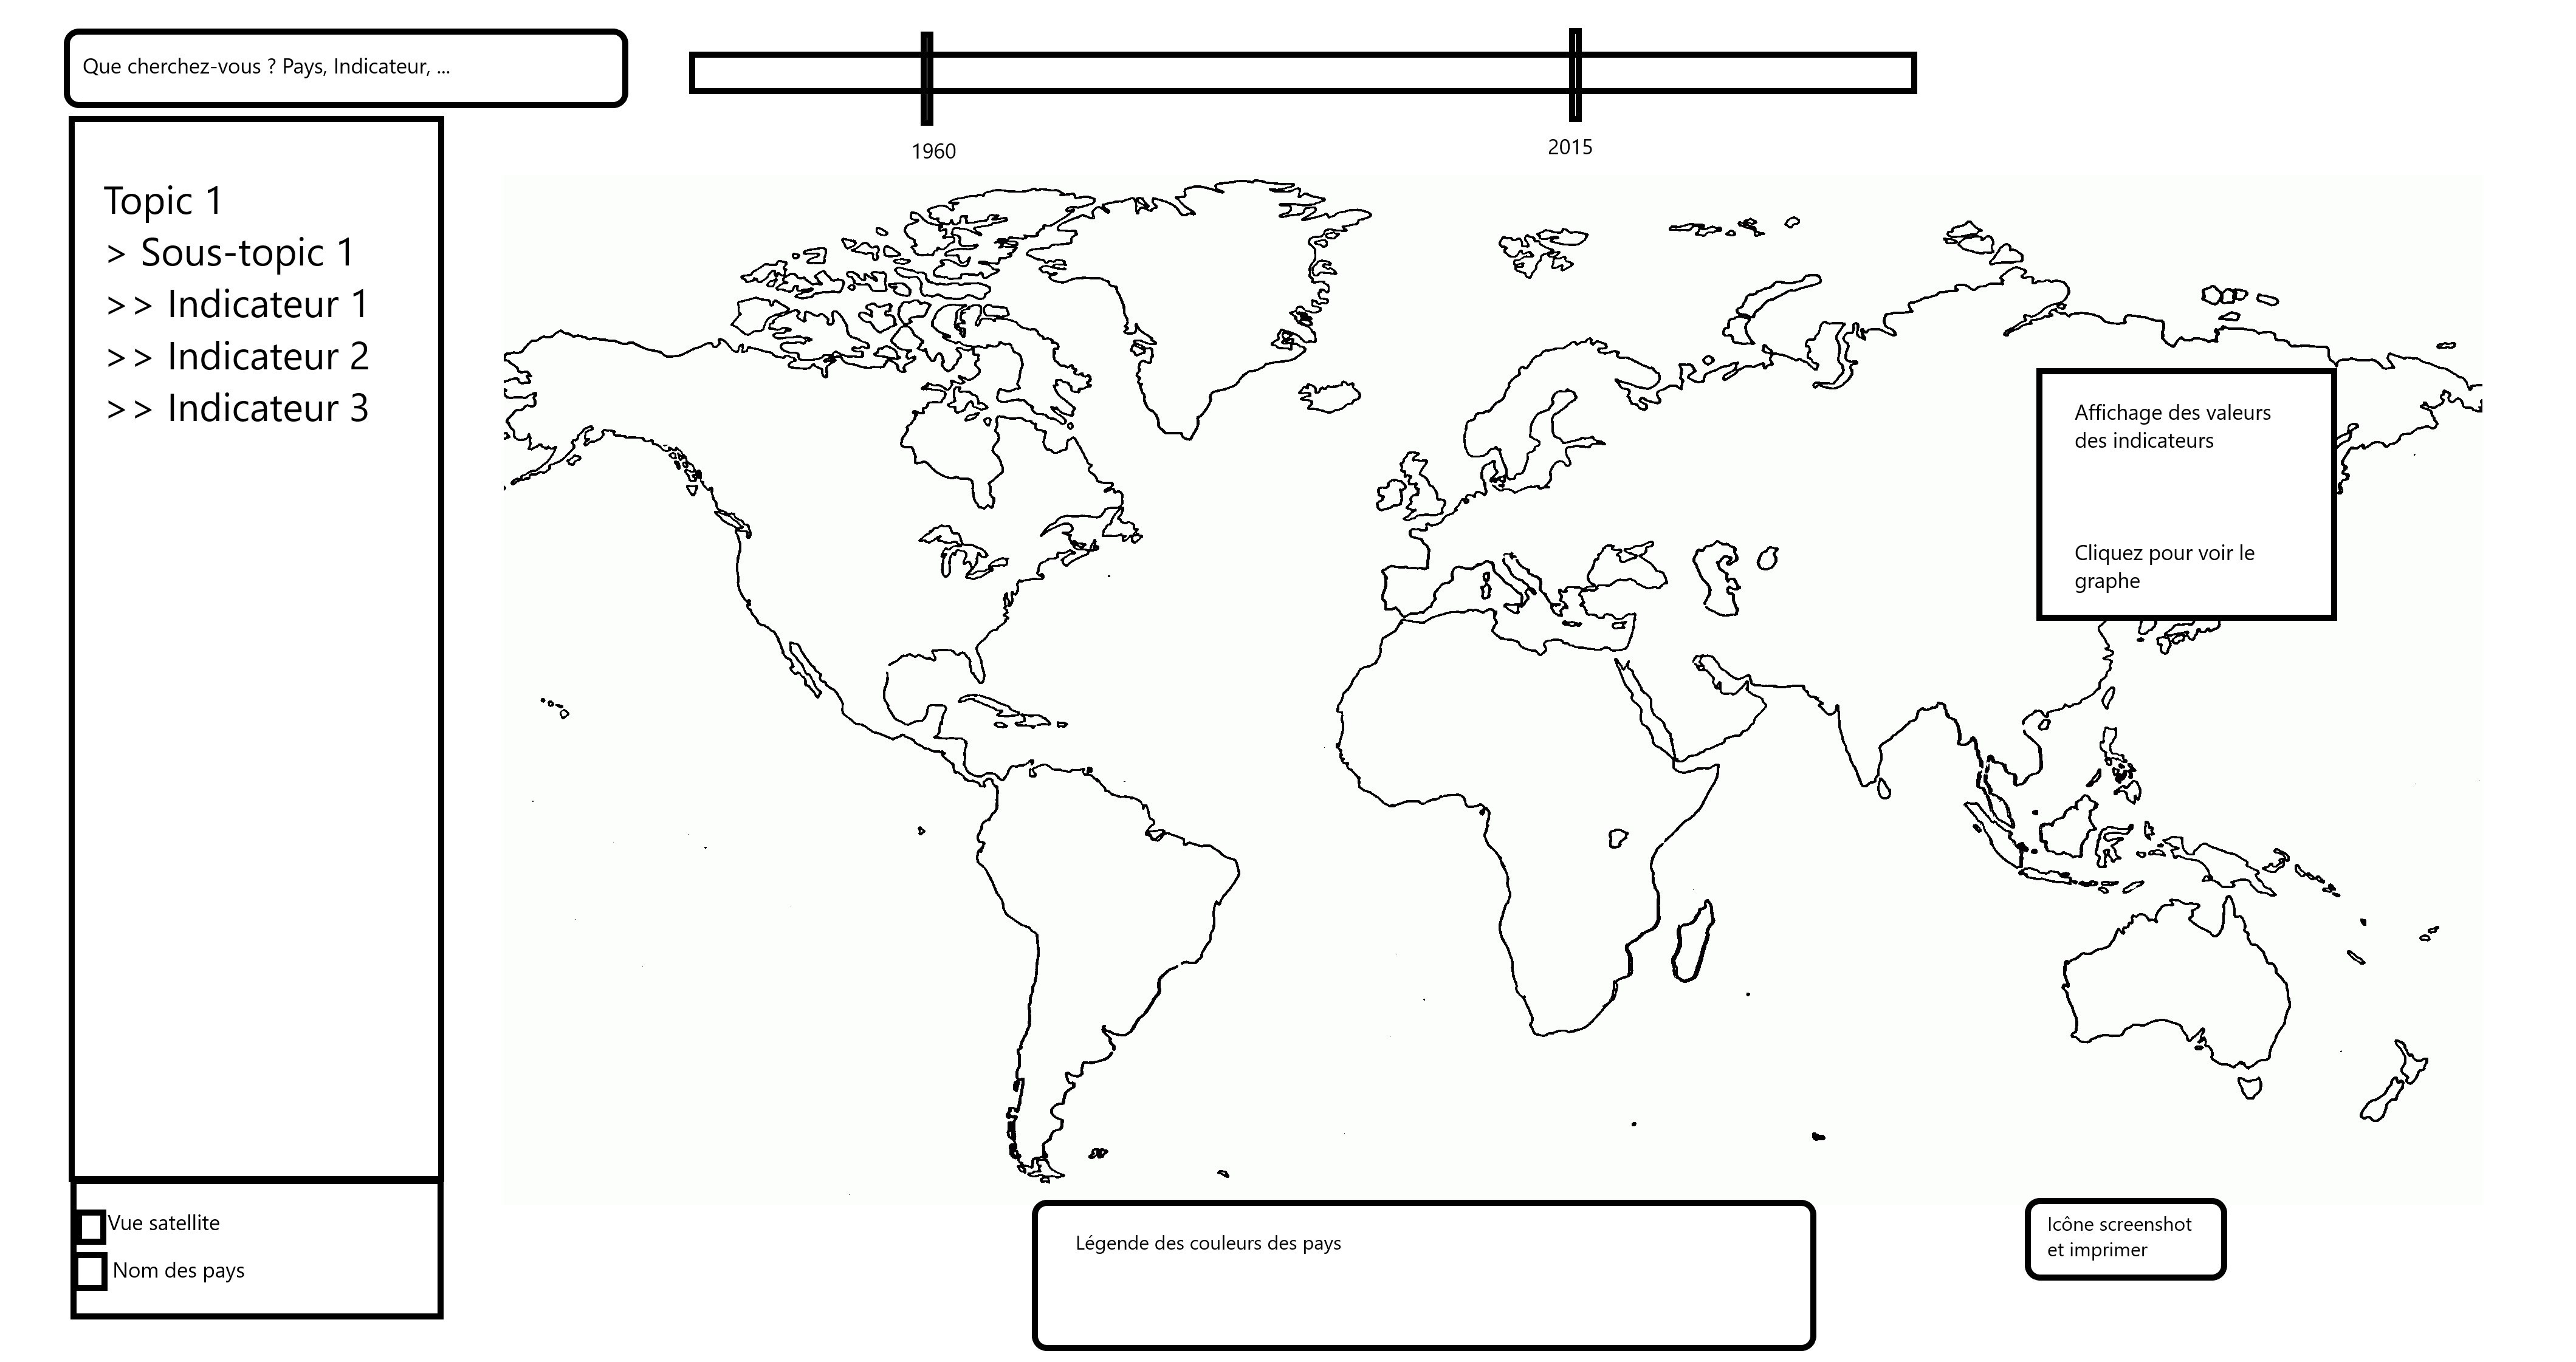 Que cherchez-vous ? Pays, Indicateur, ...
1960
2015
Topic 1
> Sous-topic 1
>> Indicateur 1
>> Indicateur 2
>> Indicateur 3
Affichage des valeurs
des indicateurs
Cliquez pour voir le
graphe
Vue satellite
Nom des pays
Légende des couleurs des pays
Icône screenshot
et imprimer